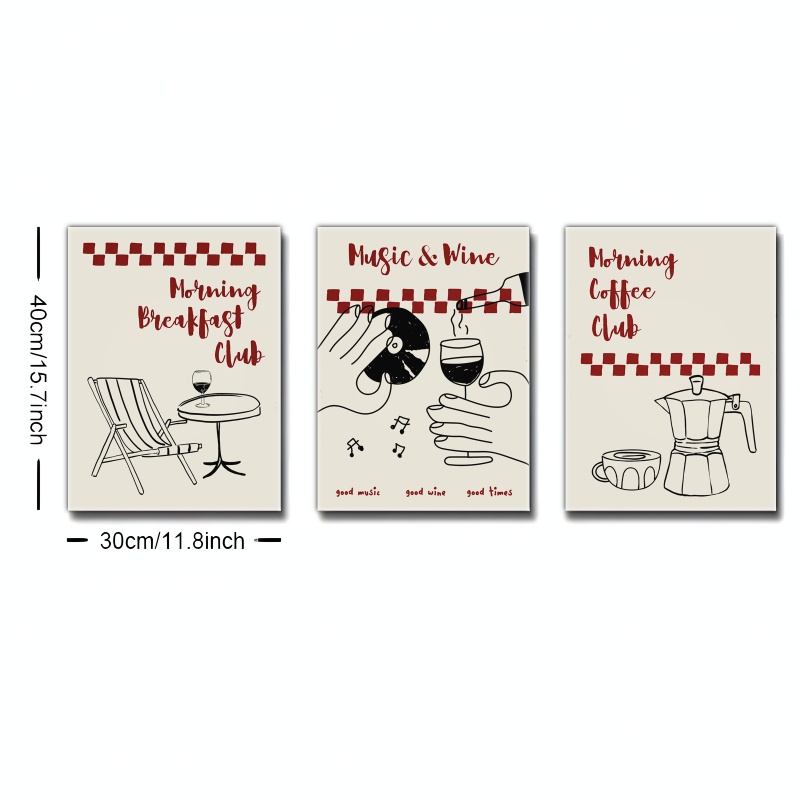 40cm/15.7inch
30cm/11.8inch
Morning
Breakfast
Club
Music & Wine
good music good wine good times
Morning
Coffee
Club